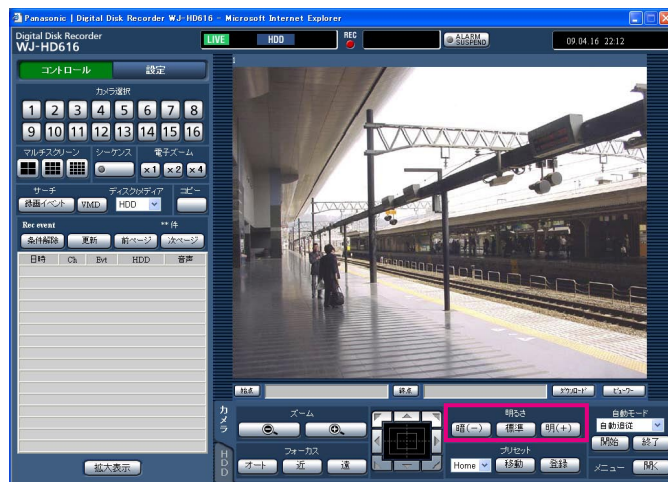 Panasonic | Digital Disk Recorder WJ-HD616 - Microsoft Internet Explorer
Digital Disk Recorder
WJ-HD616
LIVE HDD REC ALARM SUSPEND 09.04.16 22:12
コントロール 設定
カメラ選択
1 2 3 4 5 6 7 8
9 10 11 12 13 14 15 16
マルチスクリーン シーケンス 電子ズーム
x1 x2 x4
サーチ ディスク/メディア コピー
録画イベント VMD HDD
Rec event ** 件
条件解除 更新 前ページ 次ページ
日時 Ch Evt HDD 音声
拡大表示
1
始点 終点 ダウンロード ビューワー
カメラ
HDD
ズーム 明るさ 自動モード
暗(-) 標準 明(+) 自動追従
開始 終了
フォーカス プリセット
オート 近 遠 Home 移動 登録 メニュー 開く